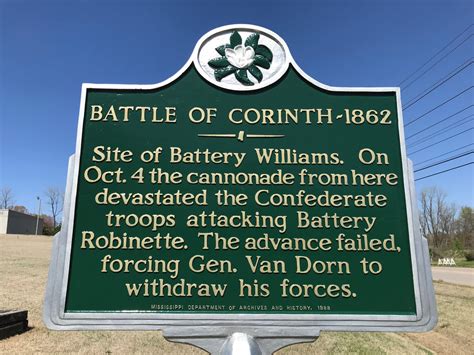 BATTLE OF CORINTH-1862
Site of Battery Williams. On
Oct. 4 the cannonade from here
devastated the Confederate
troops attacking Battery
Robinette. The advance failed,
forcing Gen. Van Dorn to
withdraw his forces.
MISSISSIPPI DEPARTMENT OF ARCHIVES AND HISTORY, 1998